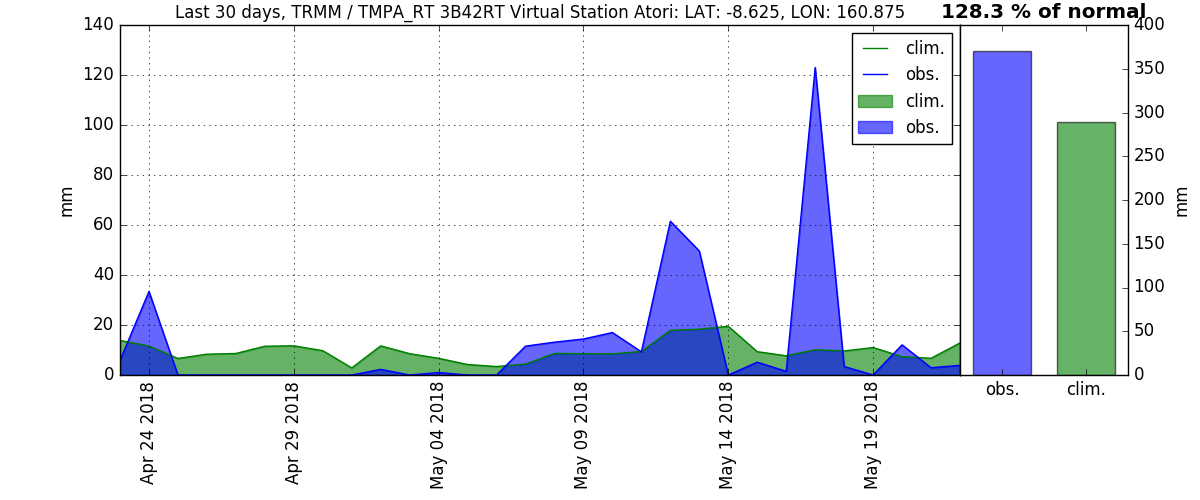 Last 30 days, TRMM / TMPA_RT 3B42RT Virtual Station Atori: LAT: -8.625, LON: 160.875
128.3 % of normal
140
120
100
80
60
40
20
0
mm
clim.
obs.
clim.
obs.
Apr 24 2018
Apr 29 2018
May 04 2018
May 09 2018
May 14 2018
May 19 2018
400
350
300
250
200
150
100
50
0
mm
obs.
clim.